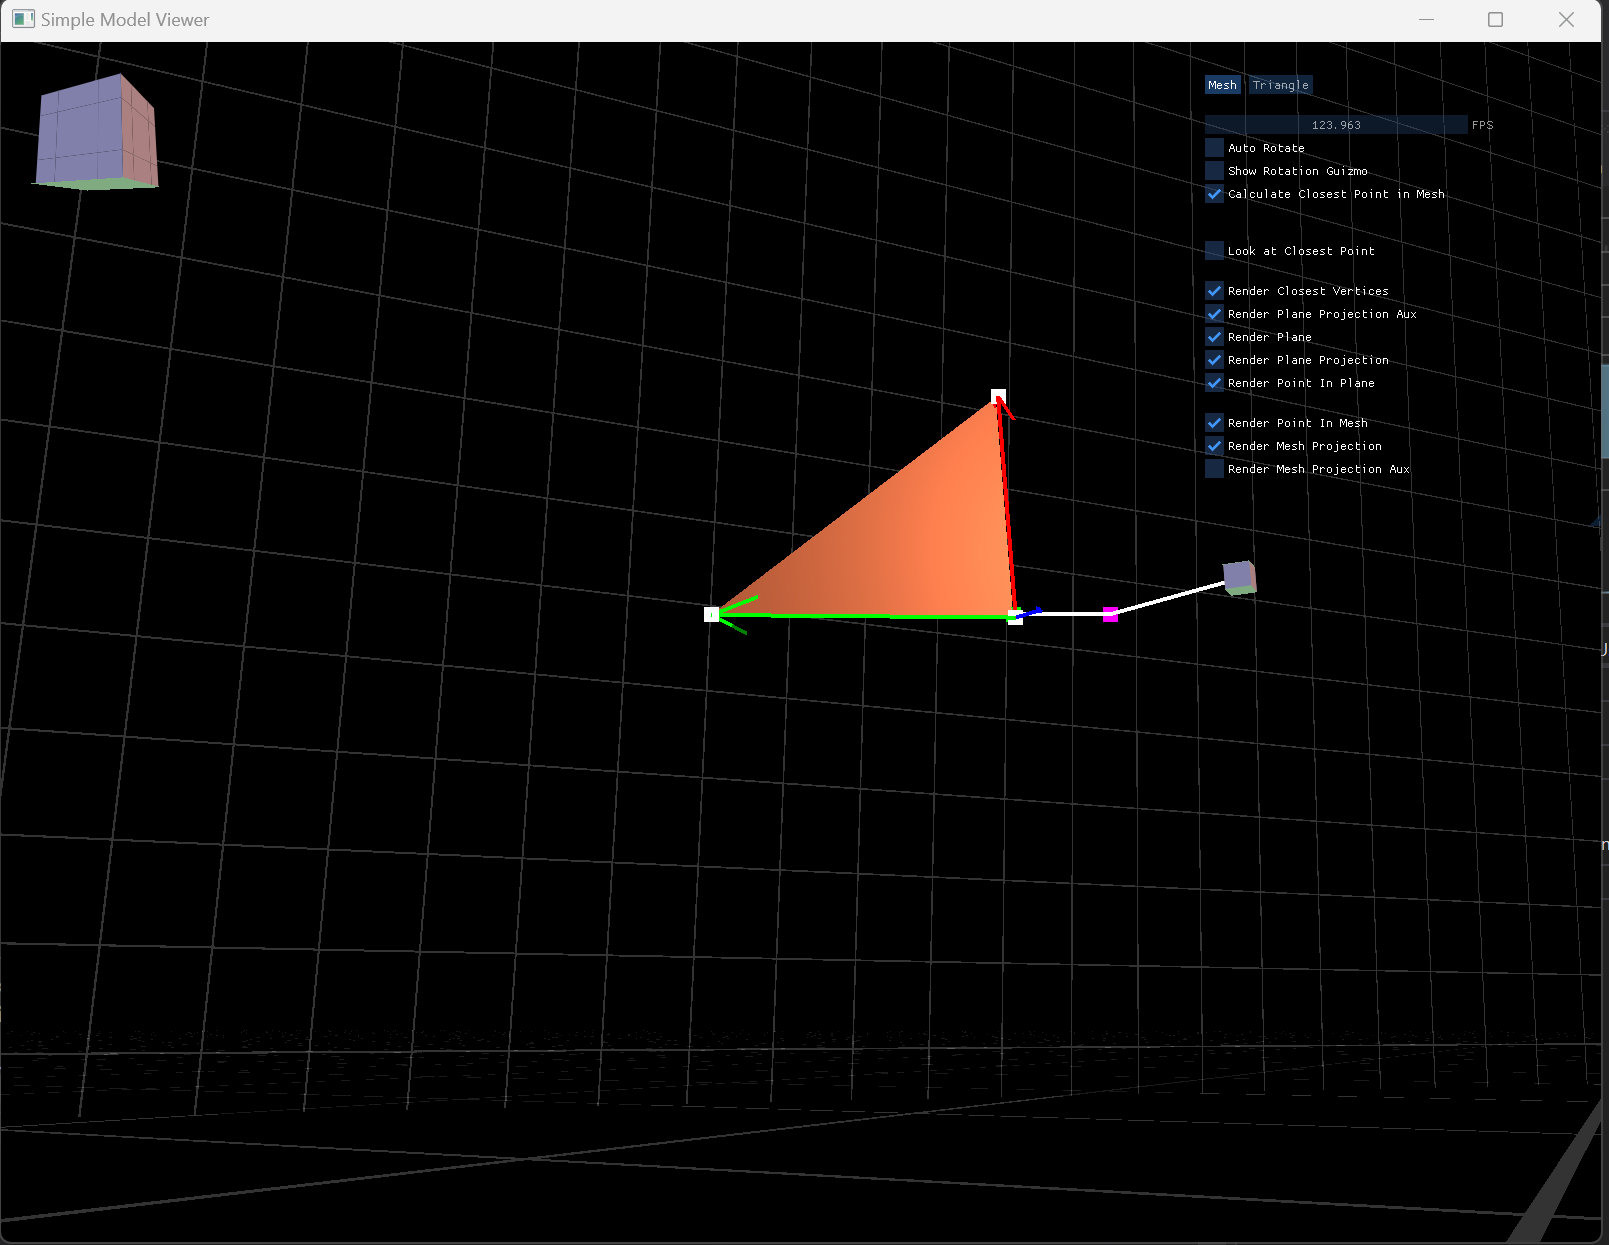 Simple Model Viewer
Mesh Triangle
123.963 FPS
Auto Rotate
Show Rotation Guizmo
Calculate Closest Point in Mesh
Look at Closest Point
Render Closest Vertices
Render Plane Projection Aux
Render Plane
Render Plane Projection
Render Point In Plane
Render Point In Mesh
Render Mesh Projection
Render Mesh Projection Aux